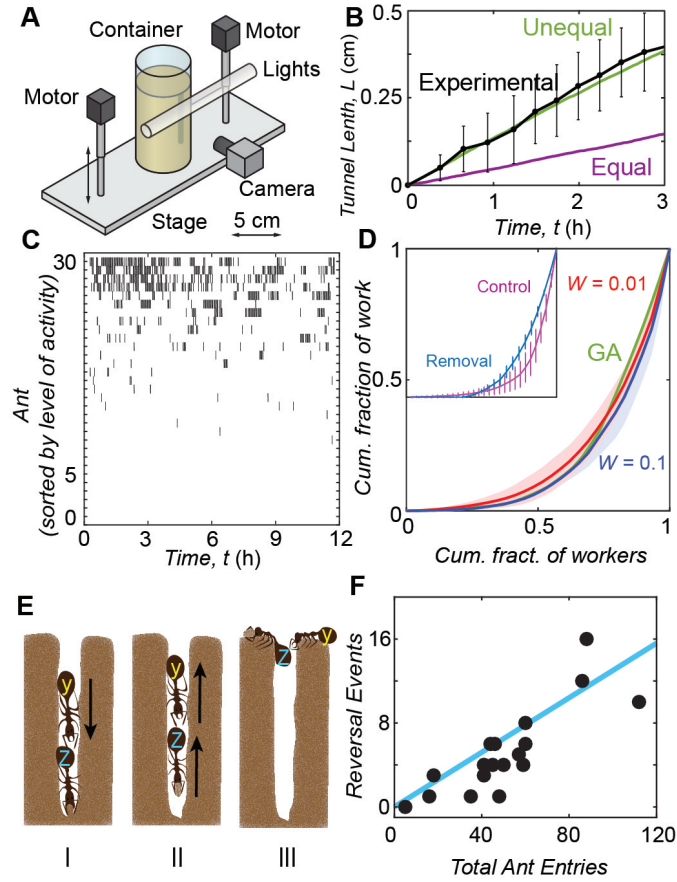 A
Container
Motor
Lights
Motor
Camera
Stage
5 cm
B
Tunnel Lenth, L (cm)
0.5
0.25
0
Unequal
Experimental
Equal
0
1
2
3
Time, t (h)
C
Ant
(sorted by level of activity)
30
5
0
0
3
6
9
12
Time, t (h)
D
Cum. fraction of work
1
0.5
0
Control
Removal
W = 0.01
GA
W = 0.1
0
0.5
1
Cum. fract. of workers
E
y
Z
I
y
Z
II
y
Z
III
F
Reversal Events
16
8
0
0
40
80
120
Total Ant Entries